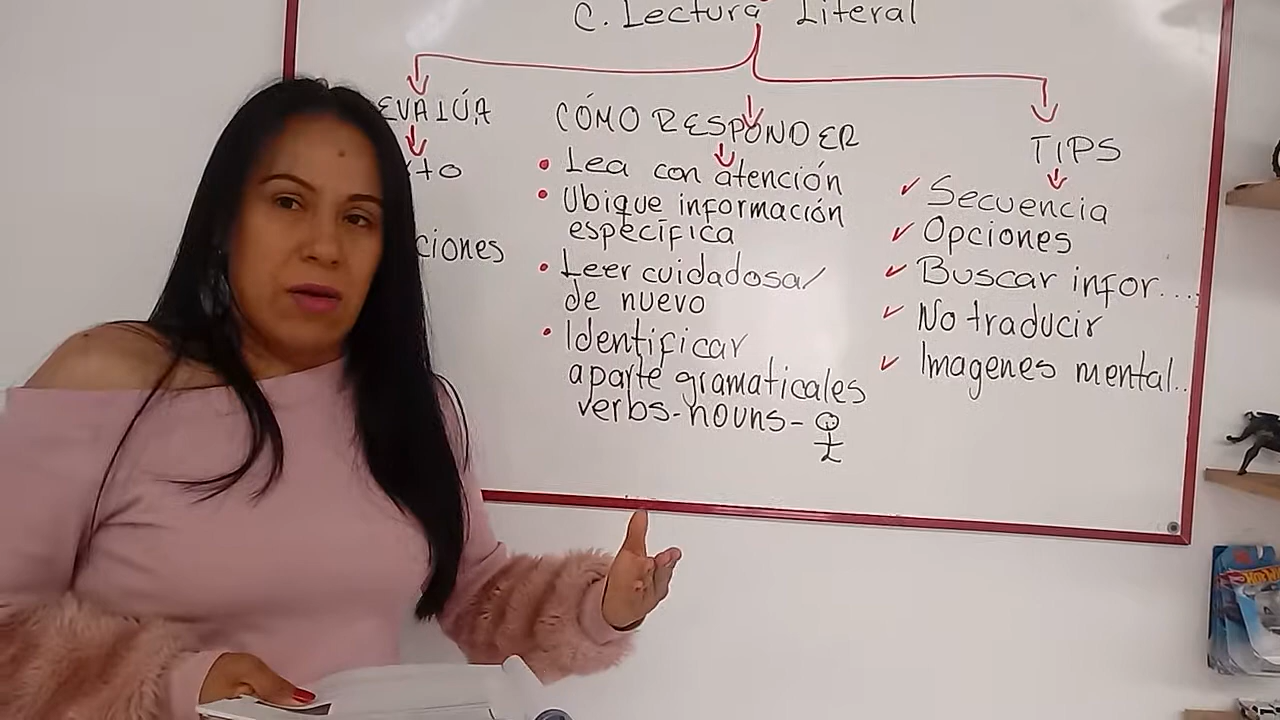 C. Lectura Literal
EVALÚA
ciones
CÓMO RESPONDER
• Lea con atención
• Ubique información
específica
• Leer cuidadosa/
de nuevo
• Identificar
aparte gramaticales
verbs-nouns-
TIPS
✓ Secuencia
✓ Opciones
✓ Buscar infor...
✓ No traducir
✓ Imagenes mental..